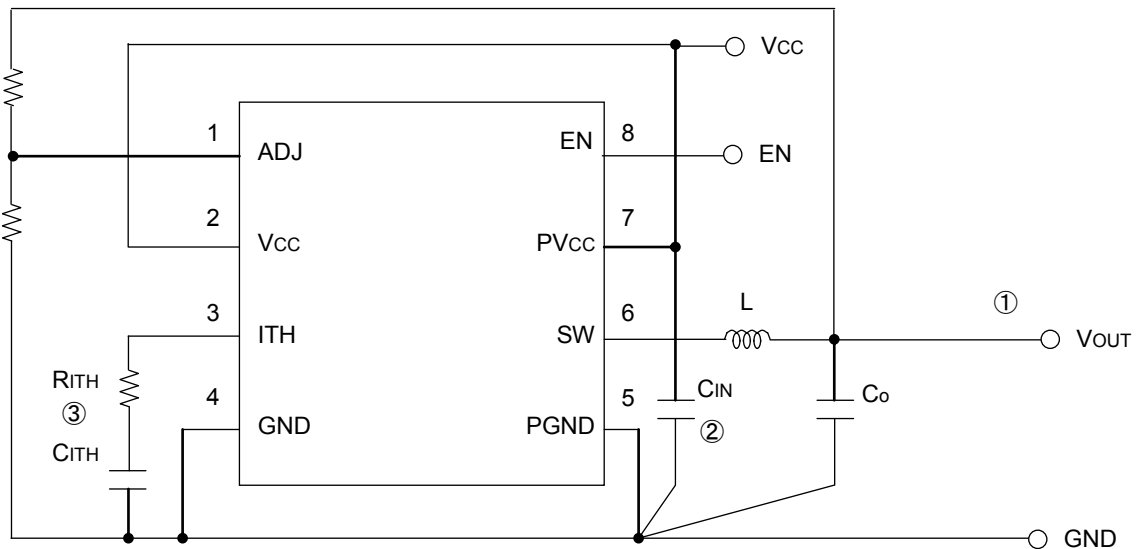 VCC
1
ADJ
EN
8
EN
2
VCC
7
PVCC
3
ITH
6
SW
L
①
VOUT
RITH
③
CITH
4
GND
5
PGND
CIN
②
Co
GND